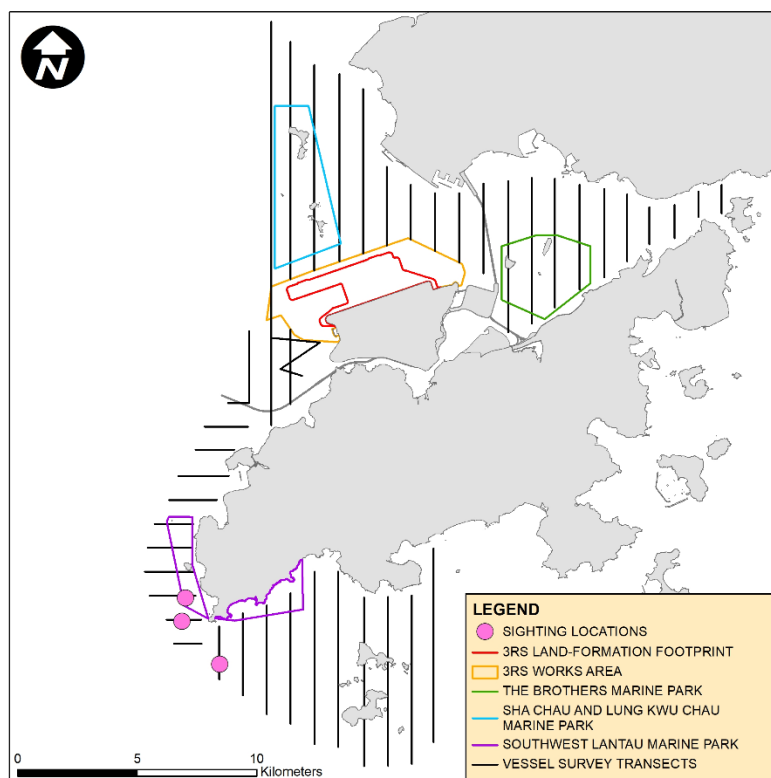 N
LEGEND
SIGHTING LOCATIONS
3RS LAND-FORMATION FOOTPRINT
3RS WORKS AREA
THE BROTHERS MARINE PARK
SHA CHAU AND LUNG KWU CHAU
MARINE PARK
SOUTHWEST LANTAU MARINE PARK
VESSEL SURVEY TRANSECTS
0 5 10
Kilometers